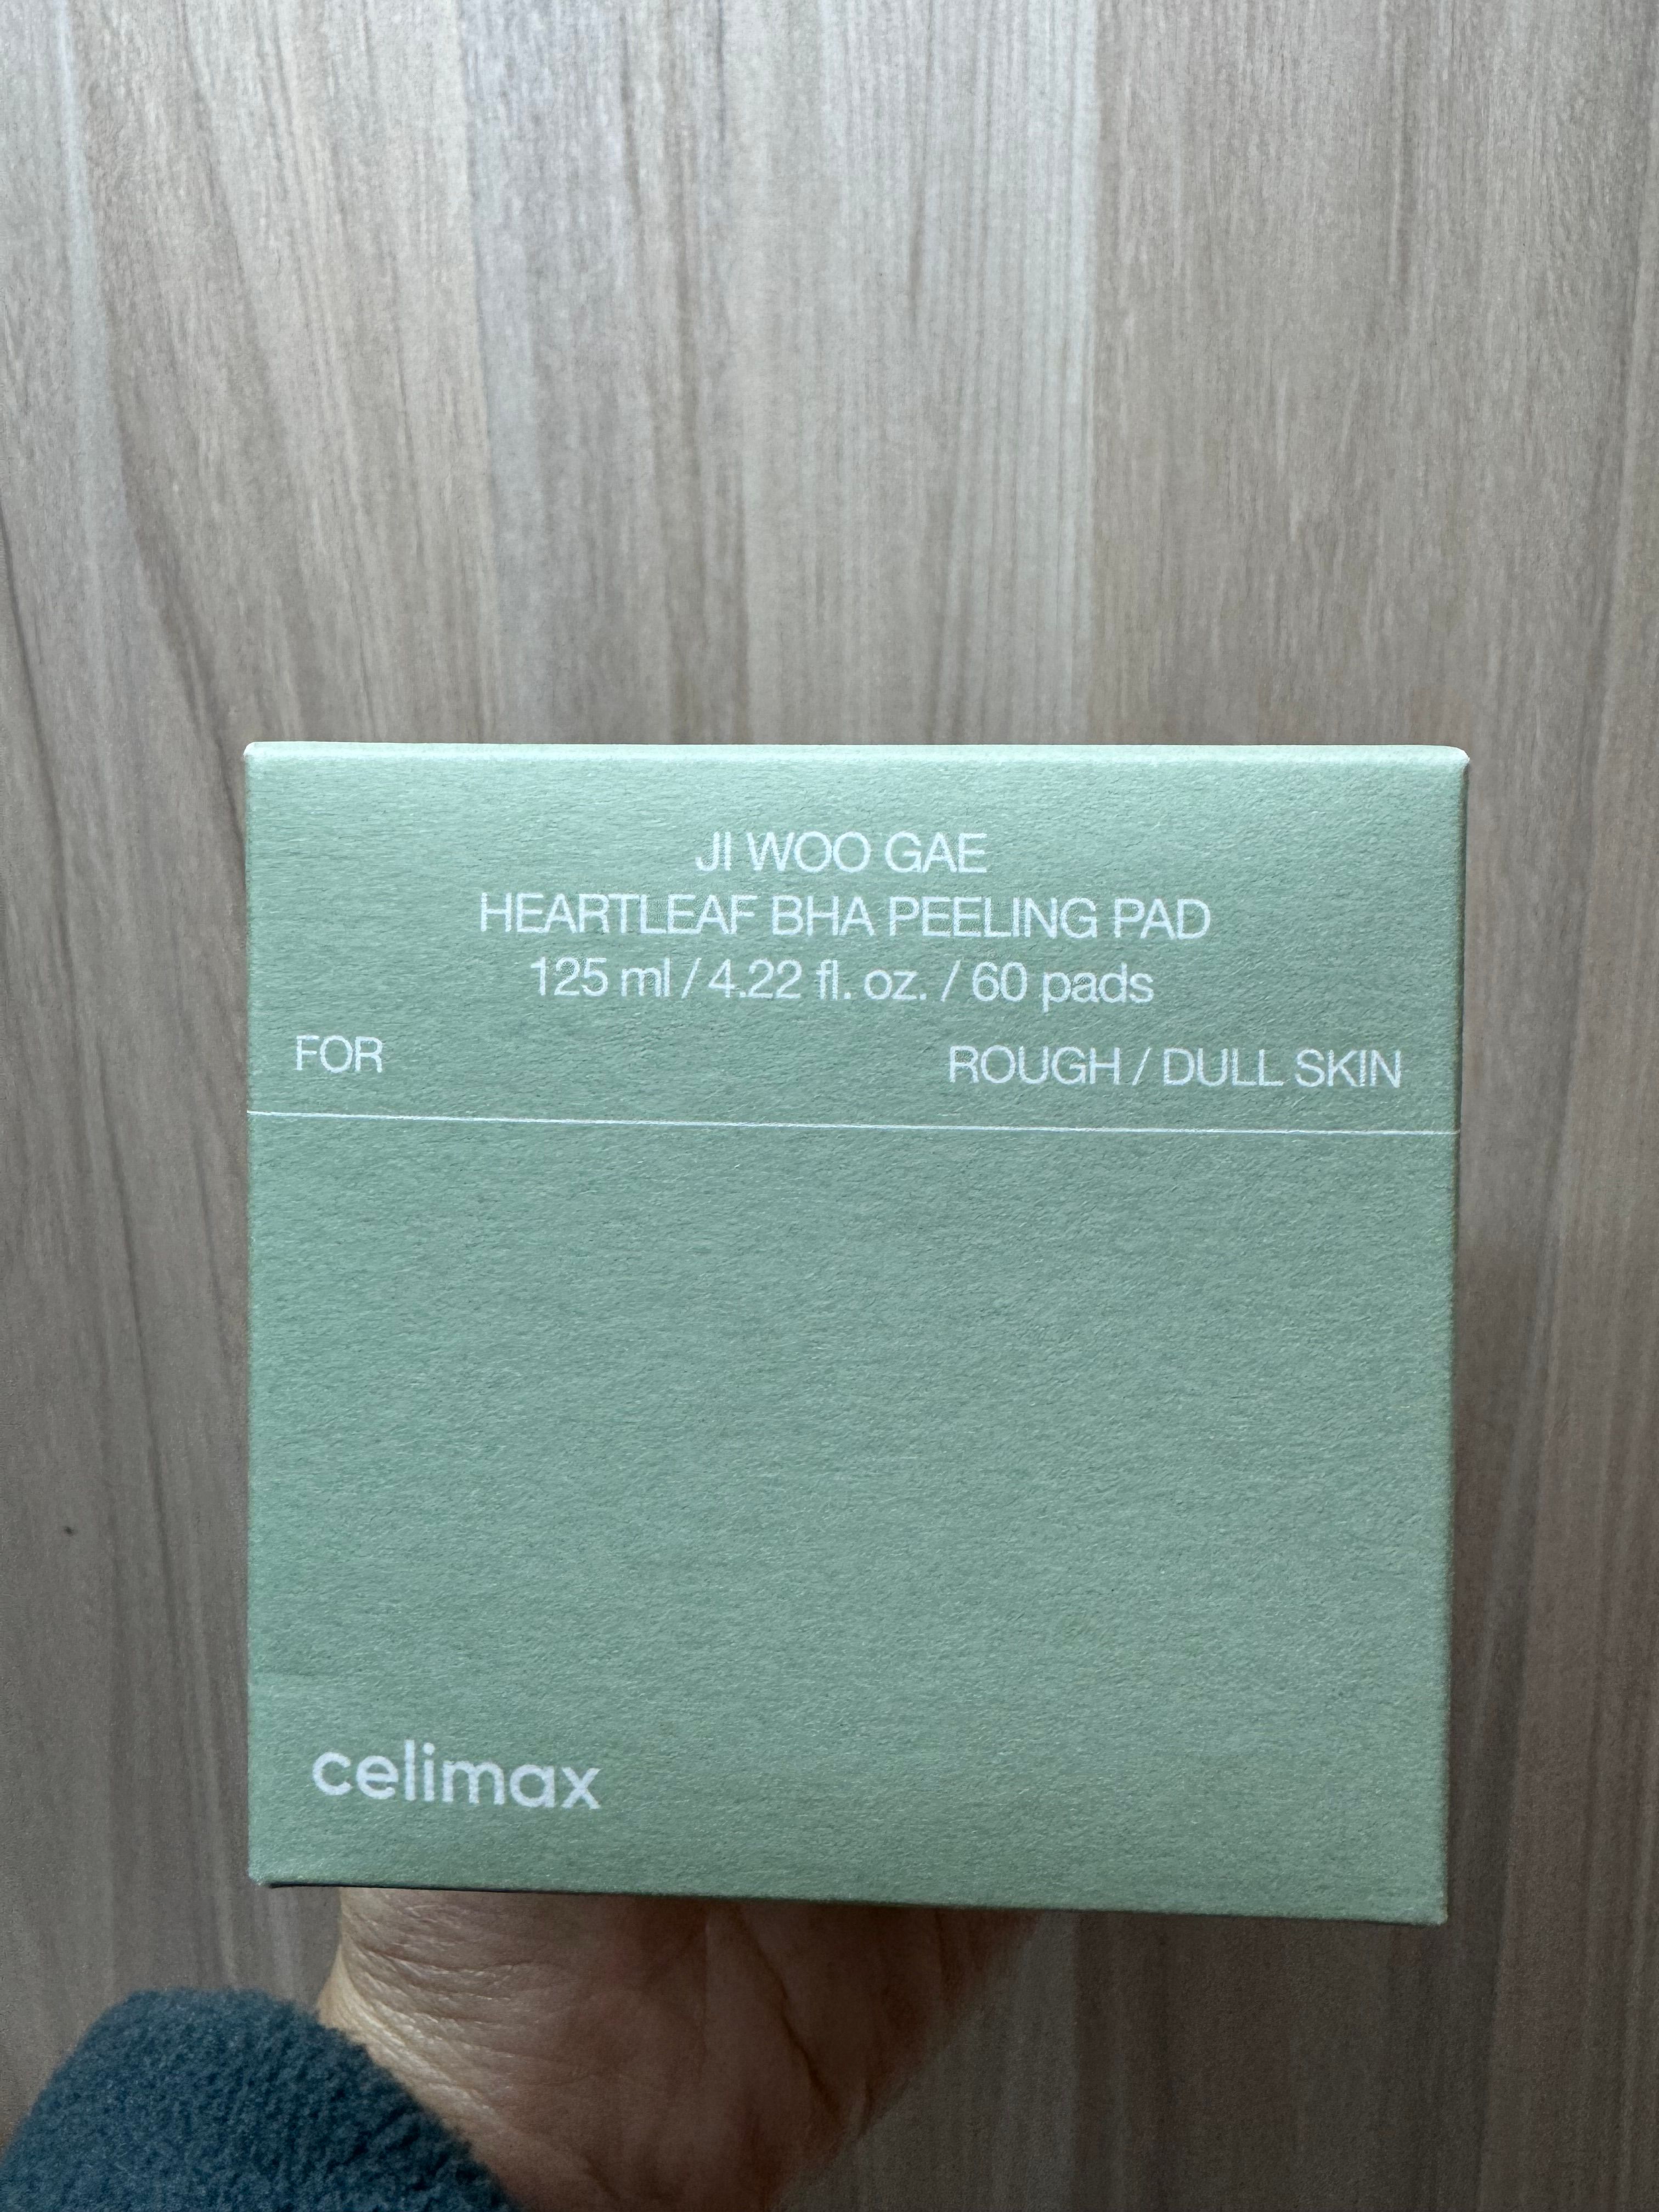 JI WOO GAE
HEARTLEAF BHA PEELING PAD
125 ml / 4.22 fl. oz. / 60 pads
FOR ROUGH / DULL SKIN
celimax